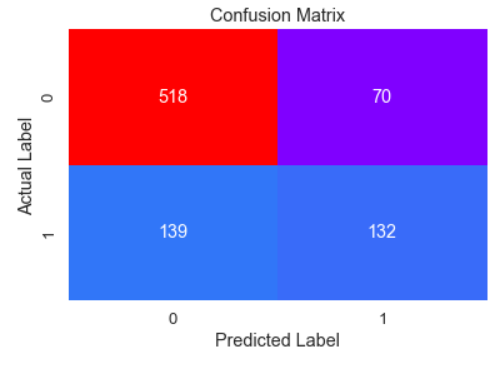 Confusion Matrix
Actual Label
0
518
70
1
139
132
0
1
Predicted Label